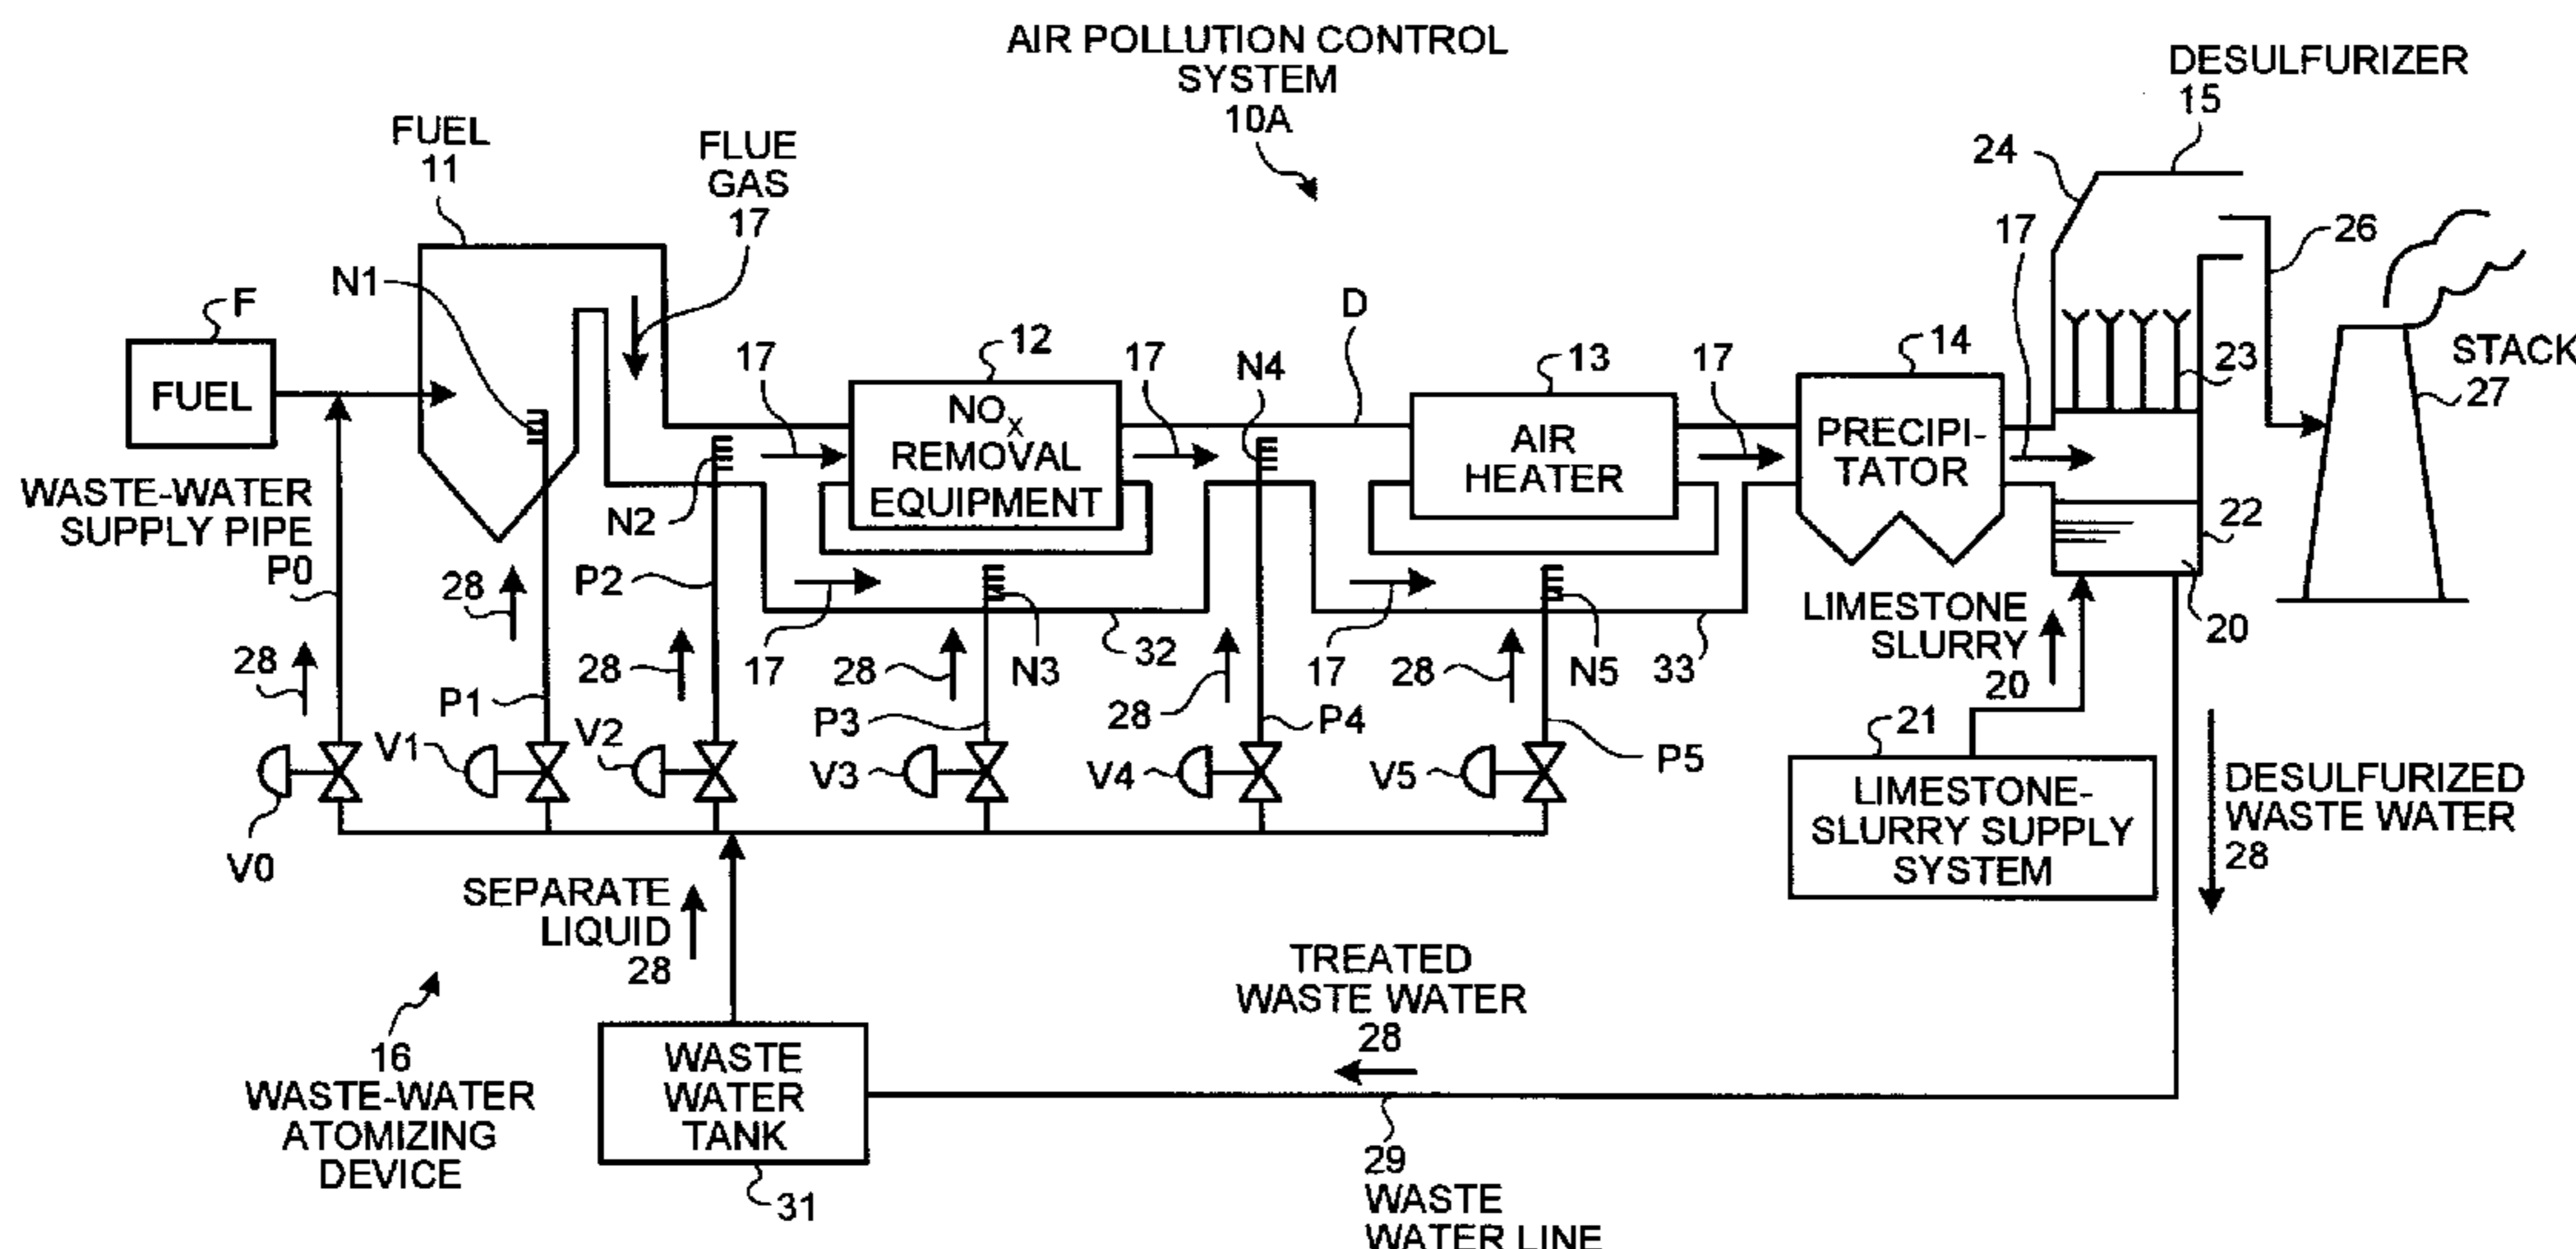 AIR POLLUTION CONTROL
SYSTEM
10A
DESULFURIZER
15
24
FUEL
11
FLUE
GAS
17
N1
F
FUEL
17
12
NOX
REMOVAL
EQUIPMENT
17
N4
D
13
AIR
HEATER
17
14
PRECIPI-
TATOR
17
26
23
STACK
27
22
20
WASTE-WATER
SUPPLY PIPE
P0
28
28
P1
N2
P2
28
17
28
N3
32
P3
28
P4
17
28
N5
33
P5
LIMESTONE
SLURRY
20
21
LIMESTONE-
SLURRY SUPPLY
SYSTEM
DESULFURIZED
WASTE WATER
28
V0
V1
V2
V3
V4
V5
SEPARATE
LIQUID
28
16
WASTE-WATER
ATOMIZING
DEVICE
WASTE
WATER
TANK
31
TREATED
WASTE WATER
28
29
WASTE
WATER LINE